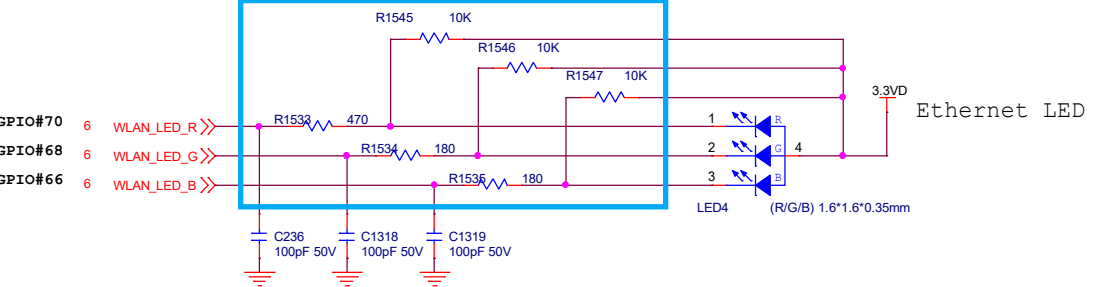 R1545 10K
R1546 10K
R1547 10K
3.3VD
Ethernet LED
GPIO#70 6 WLAN_LED_R R1533 470 1 R
GPIO#68 6 WLAN_LED_G R1534 180 2 G 4
GPIO#66 6 WLAN_LED_B R1535 180 3 B
LED4 (R/G/B) 1.6*1.6*0.35mm
C236 C1318 C1319
100pF 50V 100pF 50V 100pF 50V